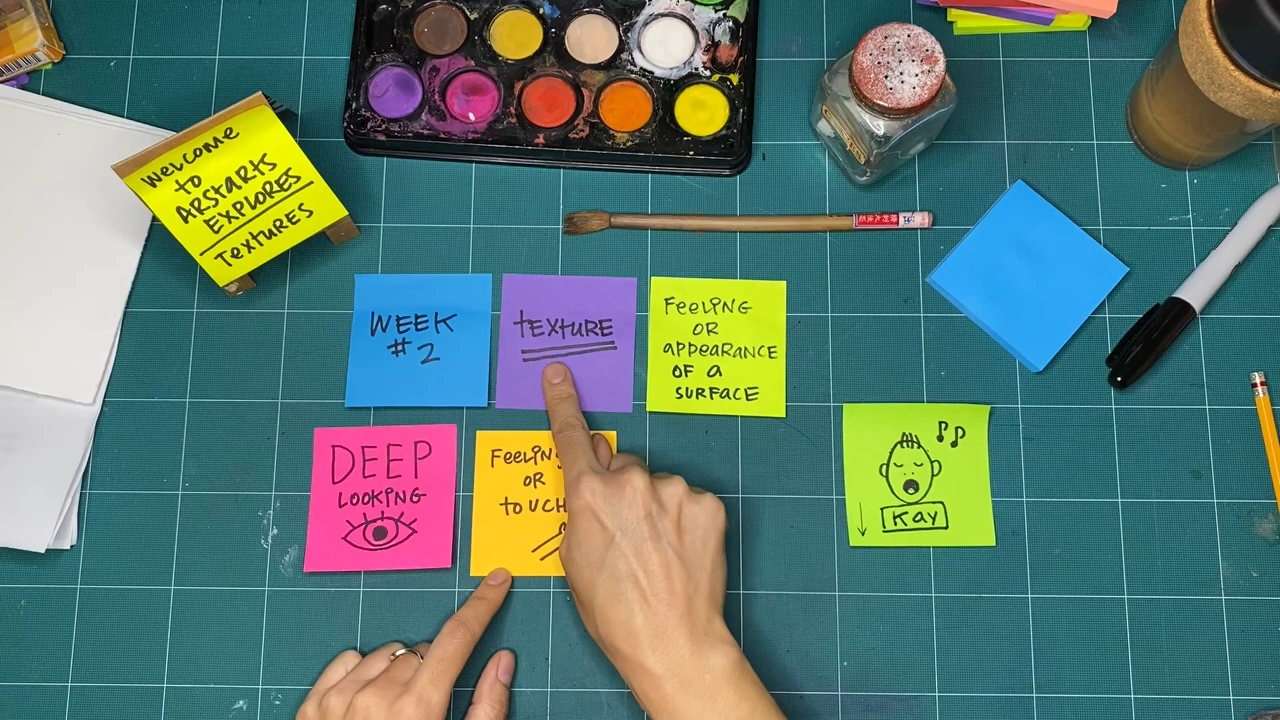 Welcome
to
ARSTARTS
EXPLORES
Textures
WEEK
#2
tEXtURE
FeeLiNG
OR
appeaRaNCE
OF a
SURFaCE
DEEP
LOOKiNG
FeeLiN
OR
toUCH
Kay